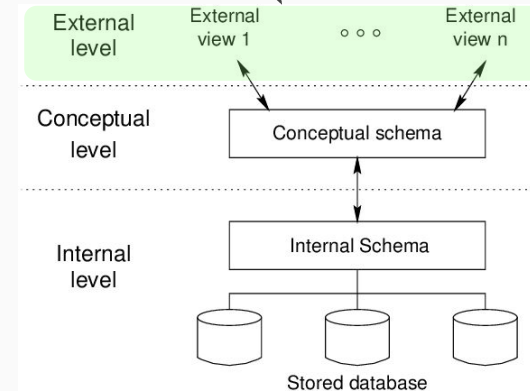 External
level
External
view 1
External
view n
Conceptual
level
Conceptual schema
Internal
level
Internal Schema
Stored database